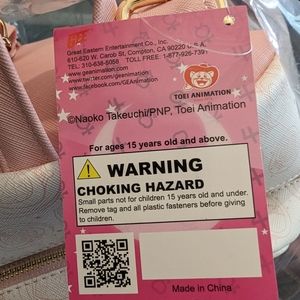 Great Eastern Entertainment Co., Inc.
610-620 W. Carob St., Compton, CA 90220 U.S.A.
TEL: 310-638-5058 TOLL FREE: 1-877-926-7391
www.geanimation.com
www.twitter.com/geanimation
www.facebook.com/GEAnimation
TOEI ANIMATION
©Naoko Takeuchi/PNP, Toei Animation
For ages 15 years old and above.
WARNING
CHOKING HAZARD
Small parts not for children 15 years old and under.
Remove tag and all plastic fasteners before giving
to children.
Made in China